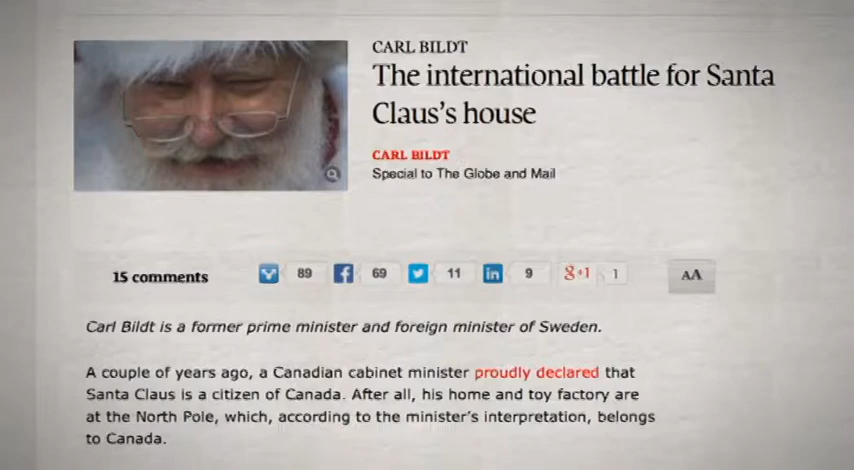 CARL BILDT
The international battle for Santa
Claus's house
CARL BILDT
Special to The Globe and Mail
15 comments 89 69 11 in 9 g+1 1 AA
Carl Bildt is a former prime minister and foreign minister of Sweden.
A couple of years ago, a Canadian cabinet minister proudly declared that
Santa Claus is a citizen of Canada. After all, his home and toy factory are
at the North Pole, which, according to the minister's interpretation, belongs
to Canada.